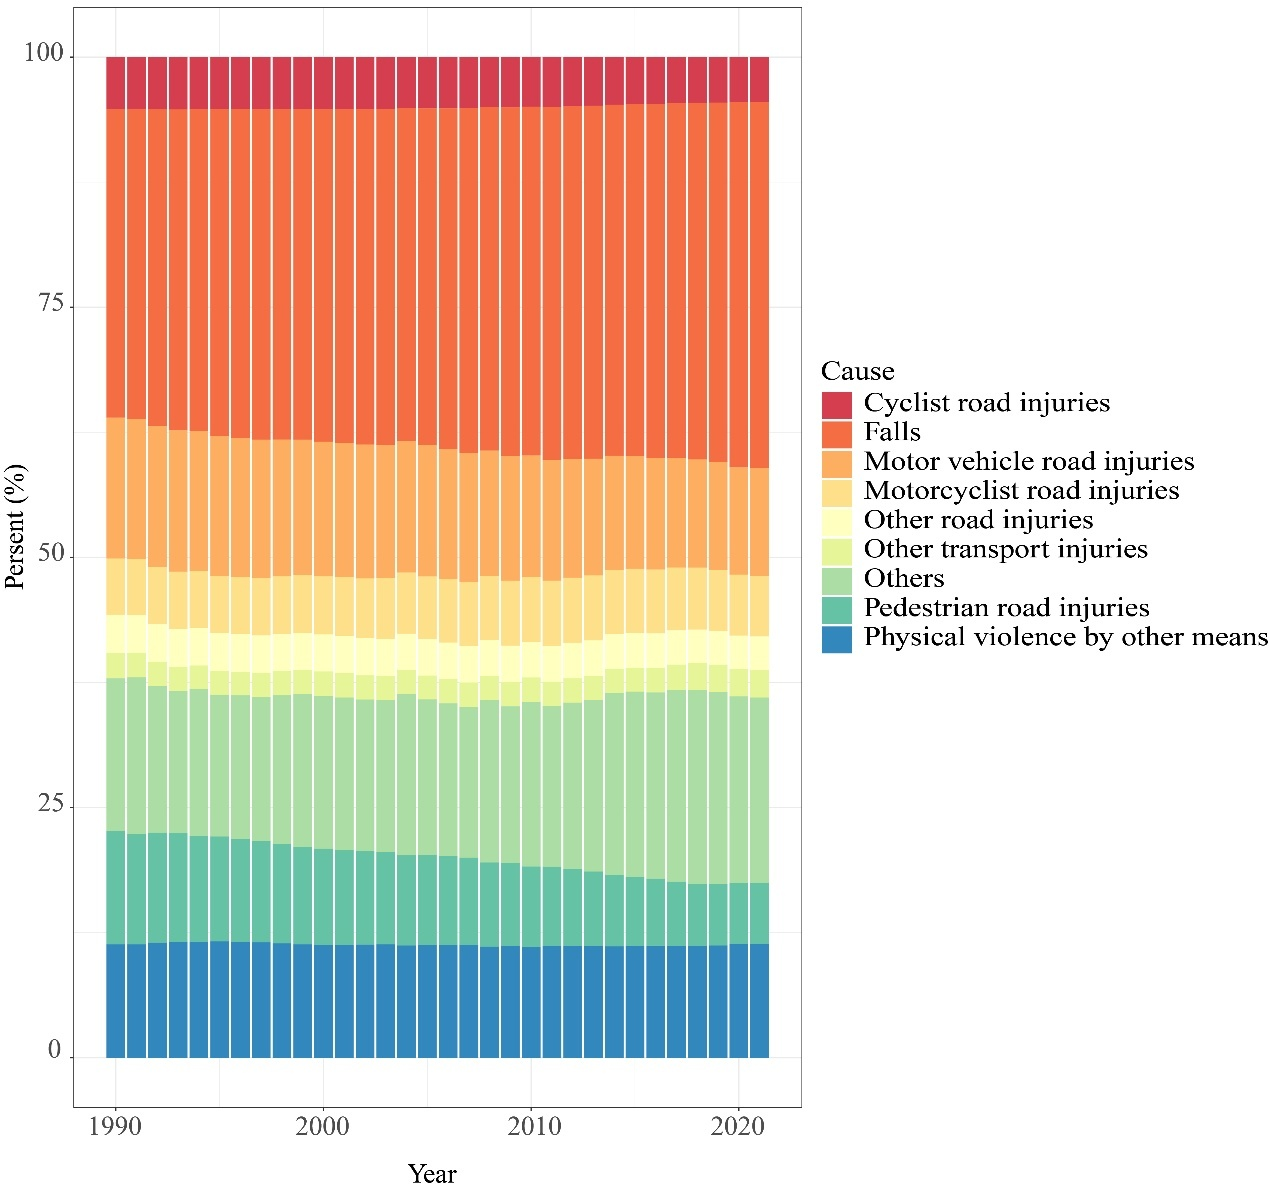 100
75
50
25
0
Persent (%)
1990
2000
2010
2020
Year
Cause
Cyclist road injuries
Falls
Motor vehicle road injuries
Motorcyclist road injuries
Other road injuries
Other transport injuries
Others
Pedestrian road injuries
Physical violence by other means